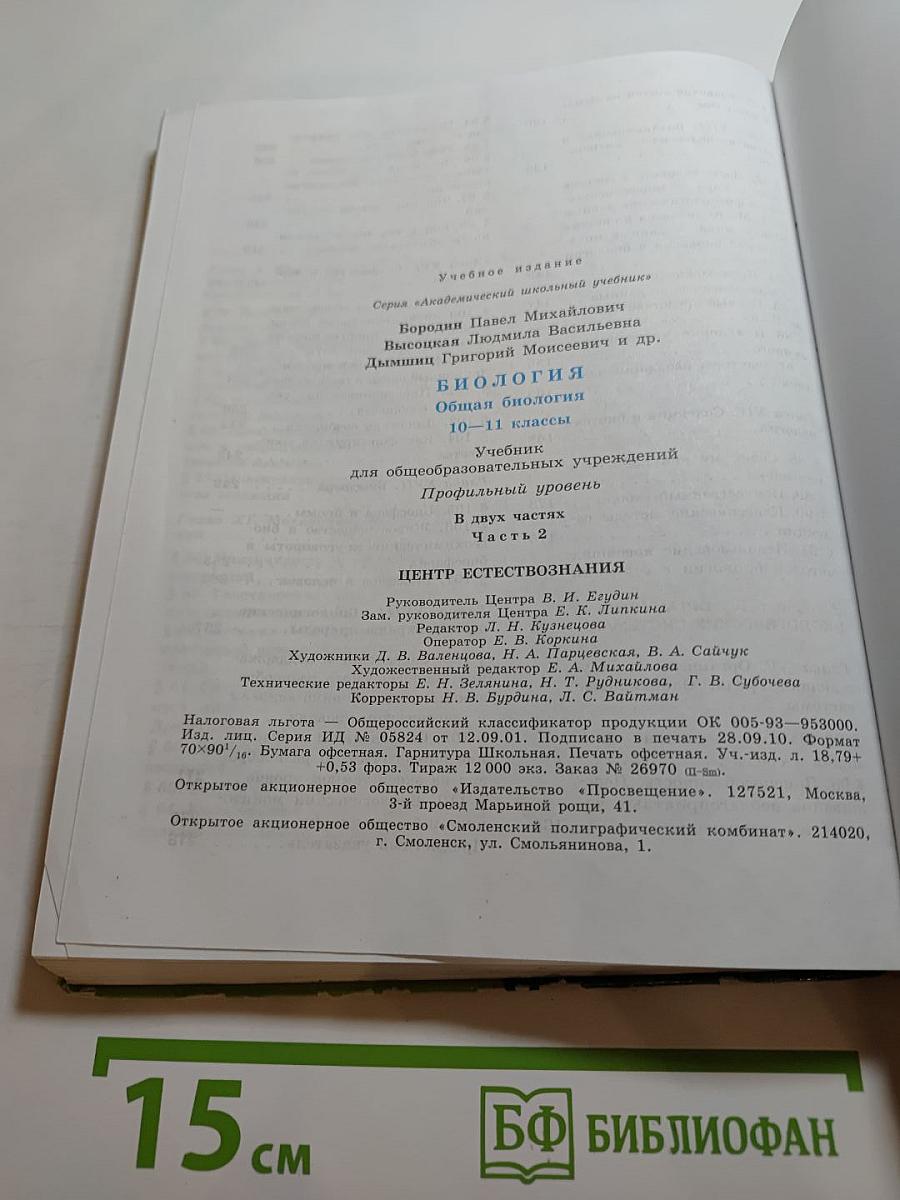 Учебное издание
Серия «Академический школьный учебник»
Бородин Павел Михайлович
Высоцкая Людмила Васильевна
Дымшиц Григорий Моисеевич и др.
БИОЛОГИЯ
Общая биология
10—11 классы
Учебник
для общеобразовательных учреждений
Профильный уровень
В двух частях
Часть 2
ЦЕНТР ЕСТЕСТВОЗНАНИЯ
Руководитель Центра В. И. Егудин
Зам. руководителя Центра Е. К. Липкина
Редактор Л. Н. Кузнецова
Оператор Е. В. Коркина
Художники Д. В. Валенцова, Н. А. Парцевская, В. А. Сайчук
Художественный редактор Е. А. Михайлова
Технические редакторы Е. Н. Зелянина, Н. Т. Рудникова, Г. В. Субочева
Корректоры Н. В. Бурдина, Л. С. Вайтман
Налоговая льгота — Общероссийский классификатор продукции ОК 005-93—953000.
Изд. лиц. Серия ИД № 05824 от 12.09.01. Подписано в печать 28.09.10. Формат
70×90¹/₁₆. Бумага офсетная. Гарнитура Школьная. Печать офсетная. Уч.-изд. л. 18,79+
+0,53 форз. Тираж 12 000 экз. Заказ № 26970 (п-Sm).
Открытое акционерное общество «Издательство «Просвещение». 127521, Москва,
3-й проезд Марьиной рощи, 41.
Открытое акционерное общество «Смоленский полиграфический комбинат». 214020,
г. Смоленск, ул. Смольянинова, 1.
15 см
БФ БИБЛИОФАН